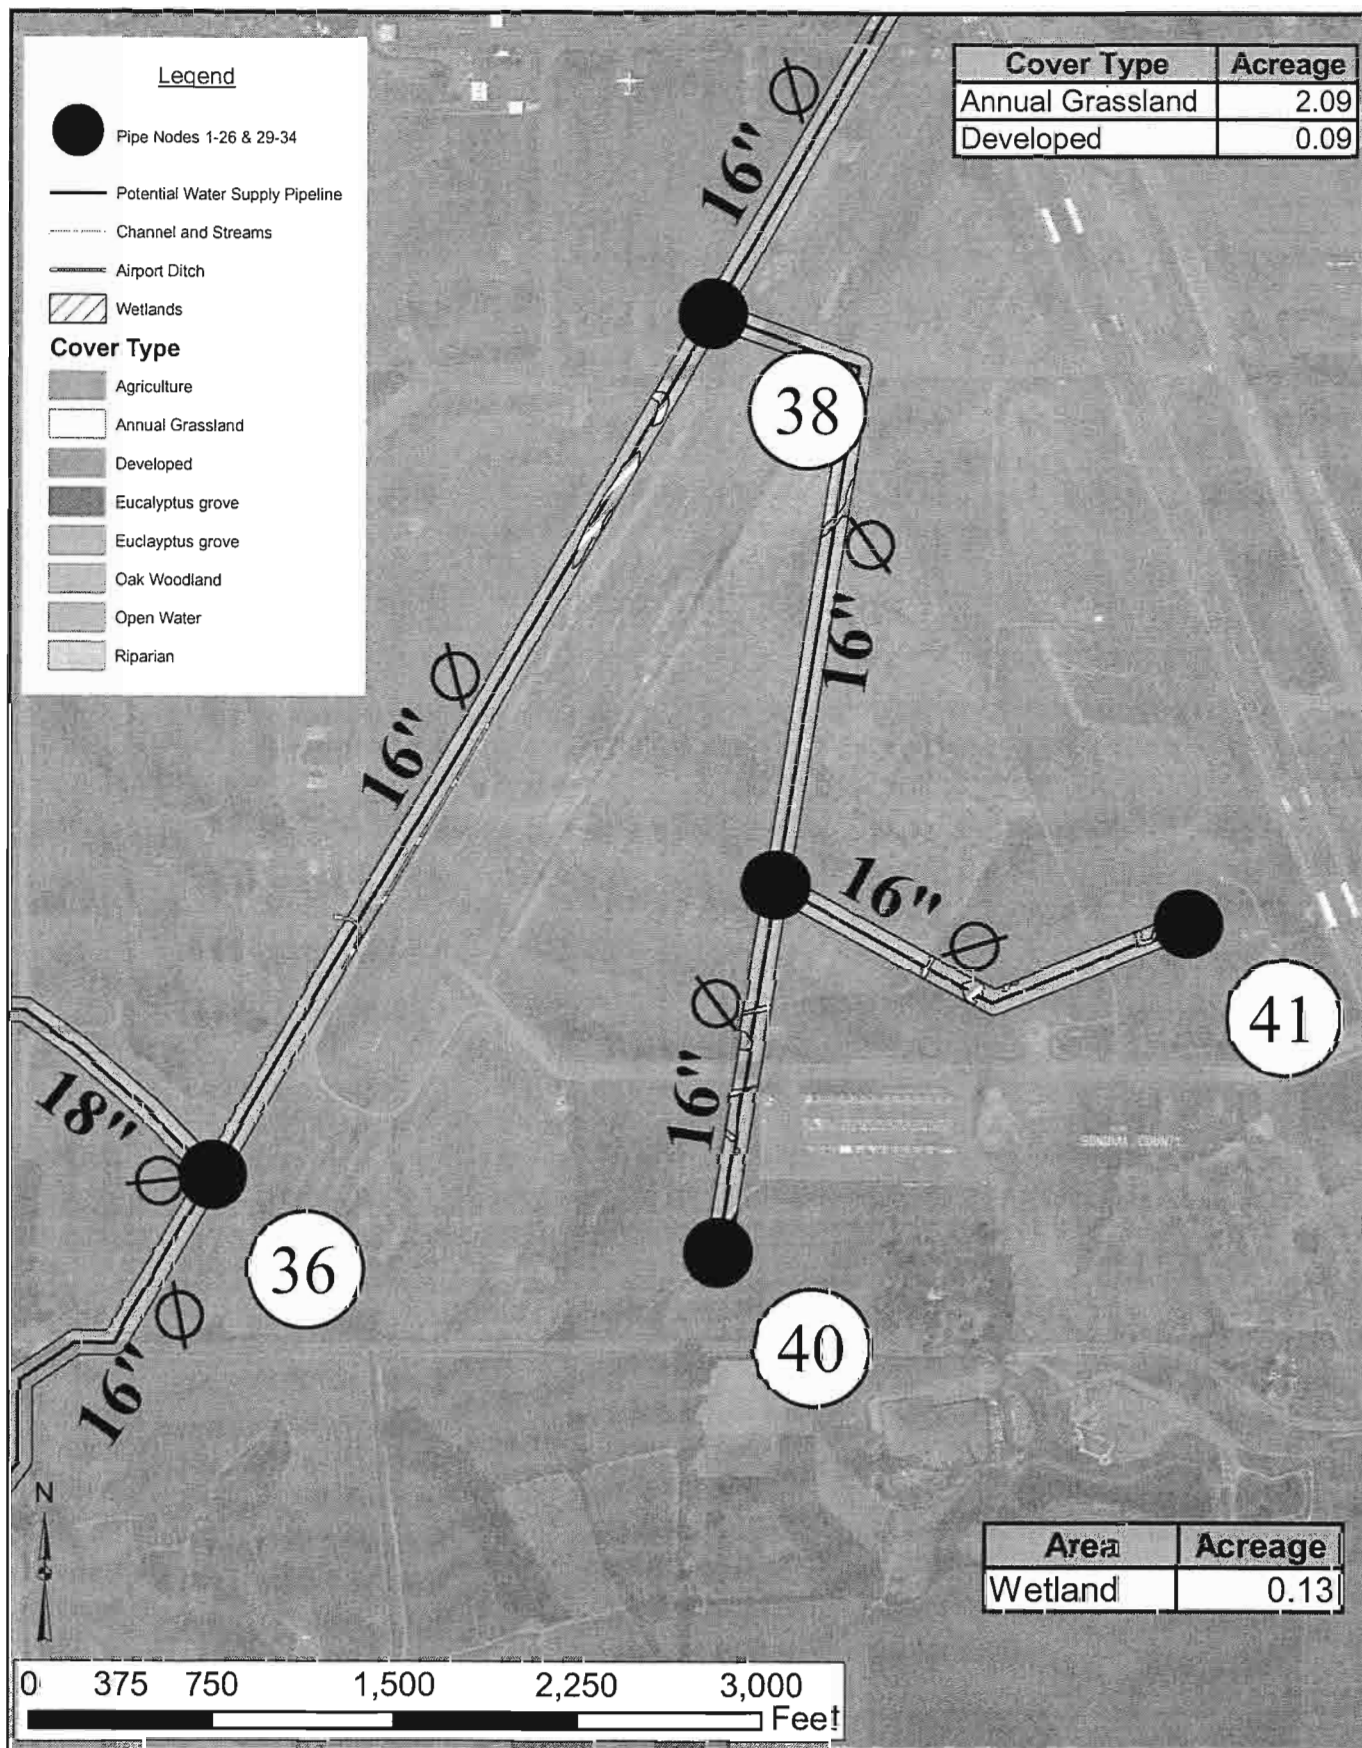 Legend
Pipe Nodes 1-26 & 29-34
Potential Water Supply Pipeline
Channel and Streams
Airport Ditch
Wetlands
Cover Type
Agriculture
Annual Grassland
Developed
Eucalyptus grove
Euclayptus grove
Oak Woodland
Open Water
Riparian
Cover Type Acreage
Annual Grassland 2.09
Developed 0.09
16" Ø
38
16" Ø
16" Ø
16" Ø
41
16" Ø
18" Ø
36
16" Ø
40
SONOMA COUNTY
N
Area Acreage
Wetland 0.13
0 375 750 1,500 2,250 3,000
Feet